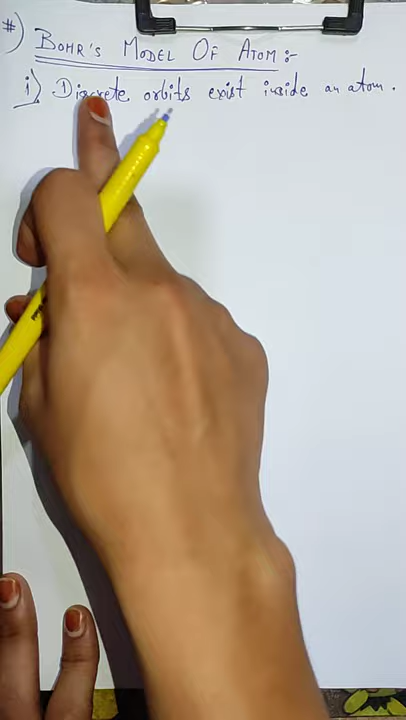 #) BOHR'S MODEL OF ATOM :-
i) Discrete orbits exist inside an atom.